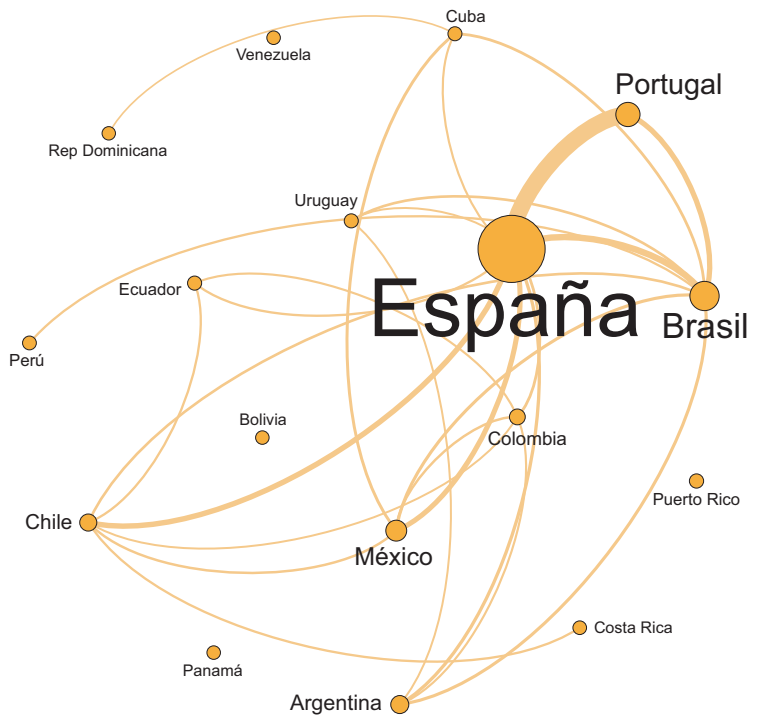 Cuba
Venezuela
Portugal
Rep Dominicana
Uruguay
Ecuador
España
Brasil
Perú
Bolivia
Colombia
Puerto Rico
Chile
México
Costa Rica
Panamá
Argentina